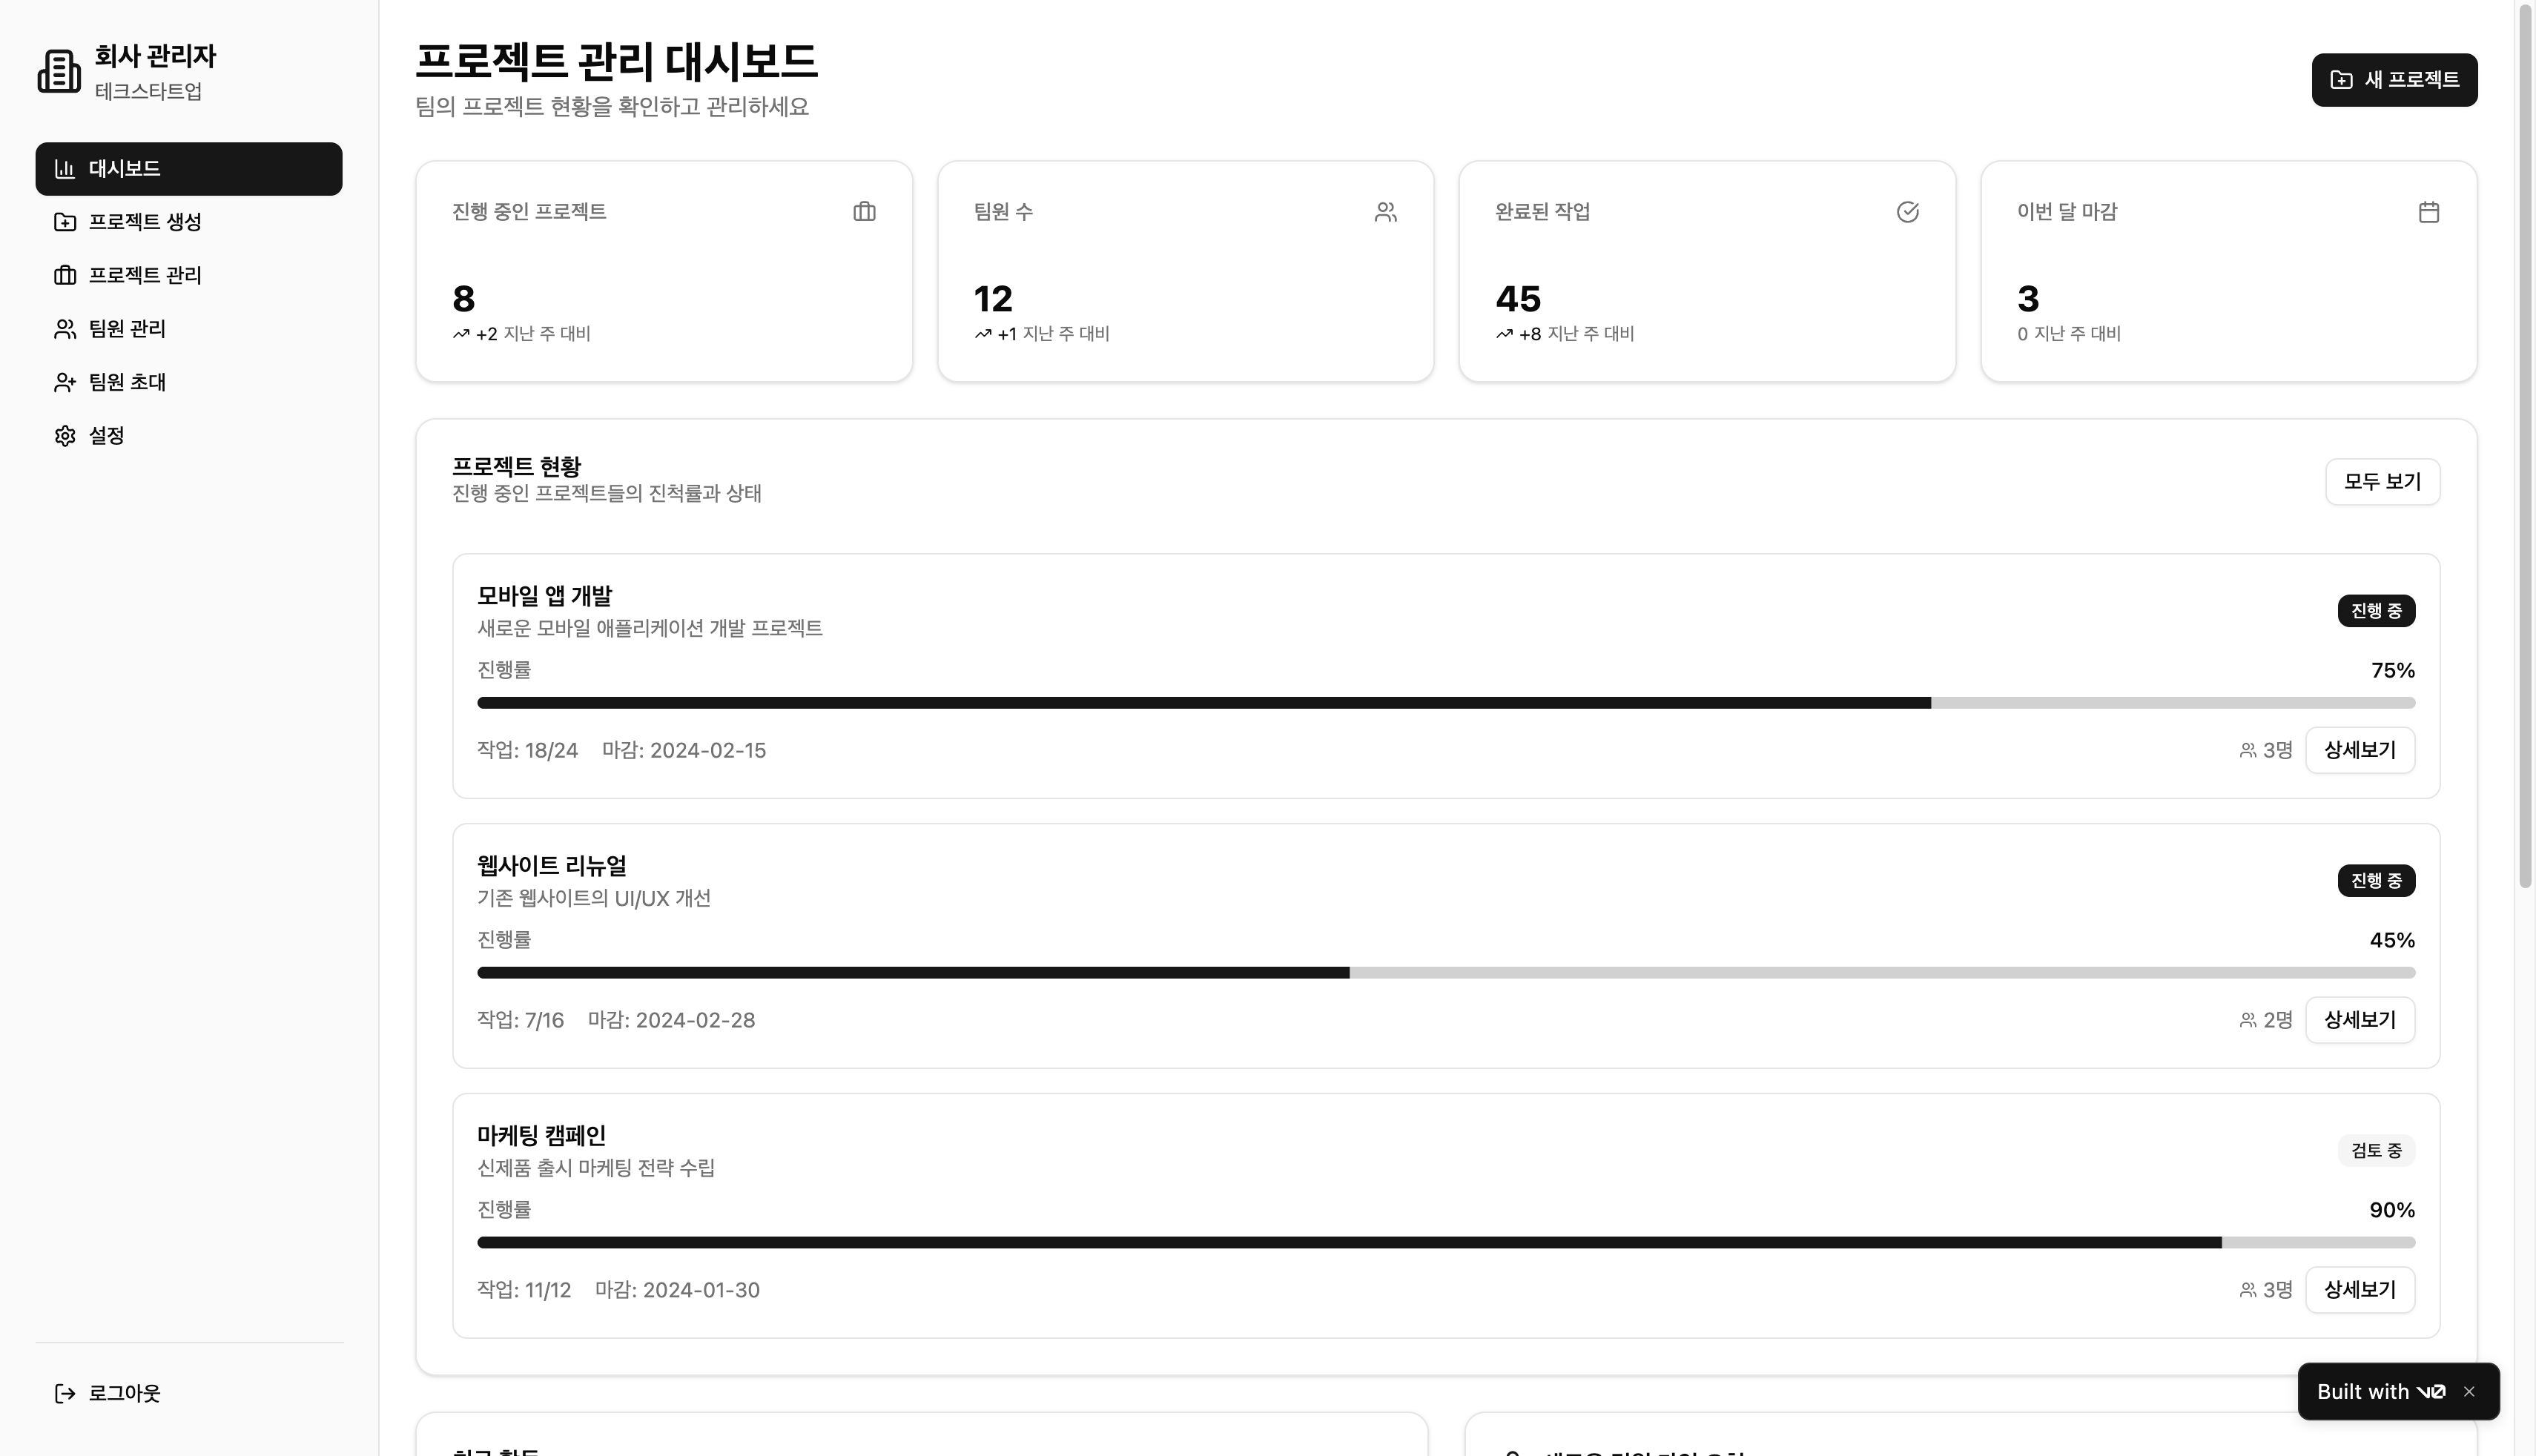 회사 관리자
테크스타트업
대시보드
프로젝트 생성
프로젝트 관리
팀원 관리
팀원 초대
설정
로그아웃
프로젝트 관리 대시보드
팀의 프로젝트 현황을 확인하고 관리하세요
새 프로젝트
진행 중인 프로젝트
8
+2 지난 주 대비
팀원 수
12
+1 지난 주 대비
완료된 작업
45
+8 지난 주 대비
이번 달 마감
3
0 지난 주 대비
프로젝트 현황
진행 중인 프로젝트들의 진척률과 상태
모두 보기
모바일 앱 개발
새로운 모바일 애플리케이션 개발 프로젝트
진행 중
진행률
75%
작업: 18/24 마감: 2024-02-15
3명
상세보기
웹사이트 리뉴얼
기존 웹사이트의 UI/UX 개선
진행 중
진행률
45%
작업: 7/16 마감: 2024-02-28
2명
상세보기
마케팅 캠페인
신제품 출시 마케팅 전략 수립
검토 중
진행률
90%
작업: 11/12 마감: 2024-01-30
3명
상세보기
Built with v0